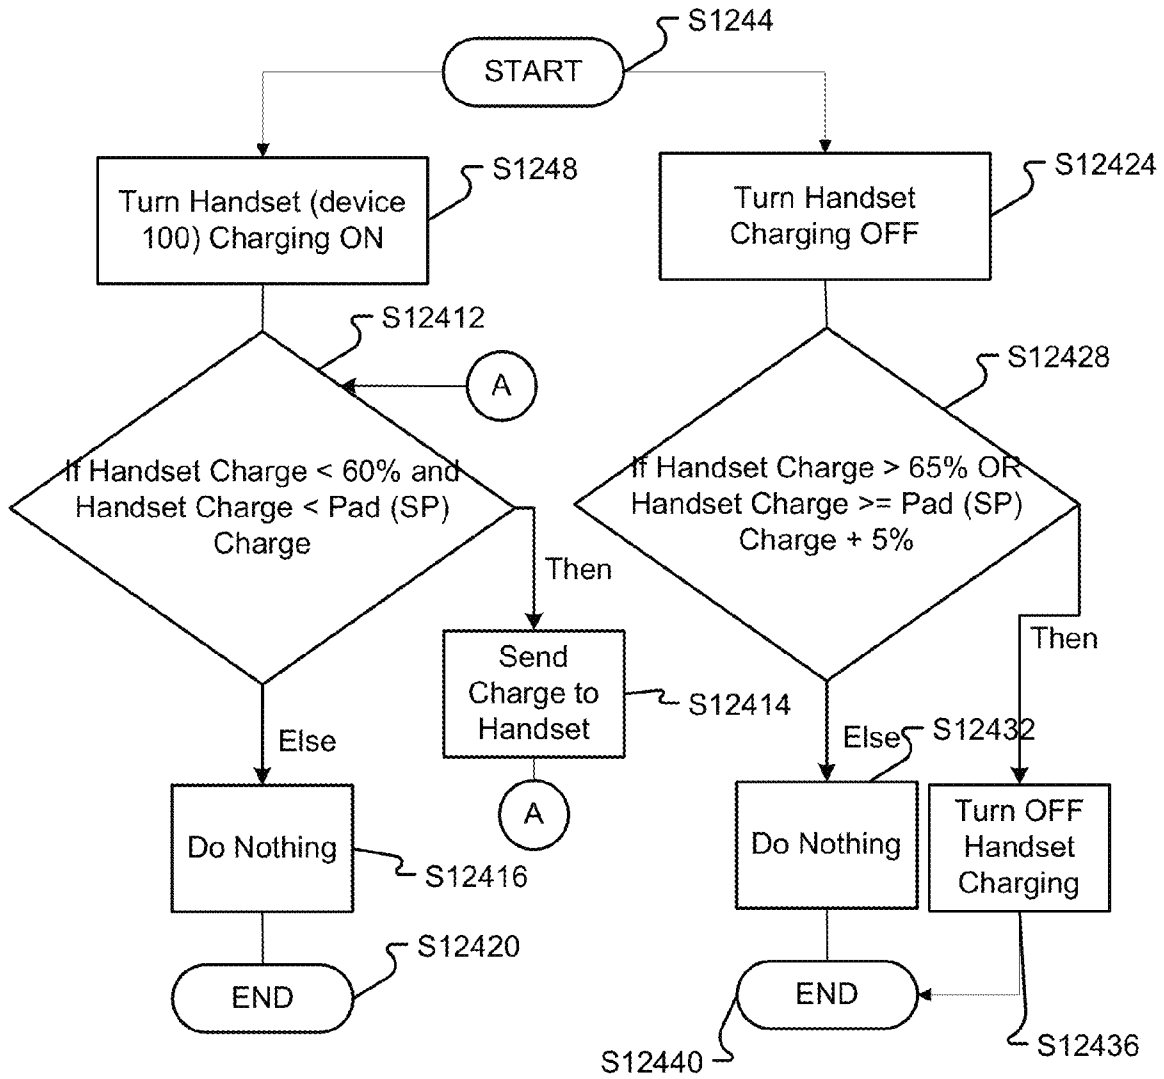 S1244
START
S1248
Turn Handset (device
100) Charging ON
S12424
Turn Handset
Charging OFF
S12412
A
S12428
If Handset Charge < 60% and
Handset Charge < Pad (SP)
Charge
If Handset Charge > 65% OR
Handset Charge >= Pad (SP)
Charge + 5%
Then
Then
Send
Charge to
Handset
S12414
Else
Else
S12432
A
Do Nothing
S12416
Do Nothing
Turn OFF
Handset
Charging
S12420
END
END
S12436
S12440